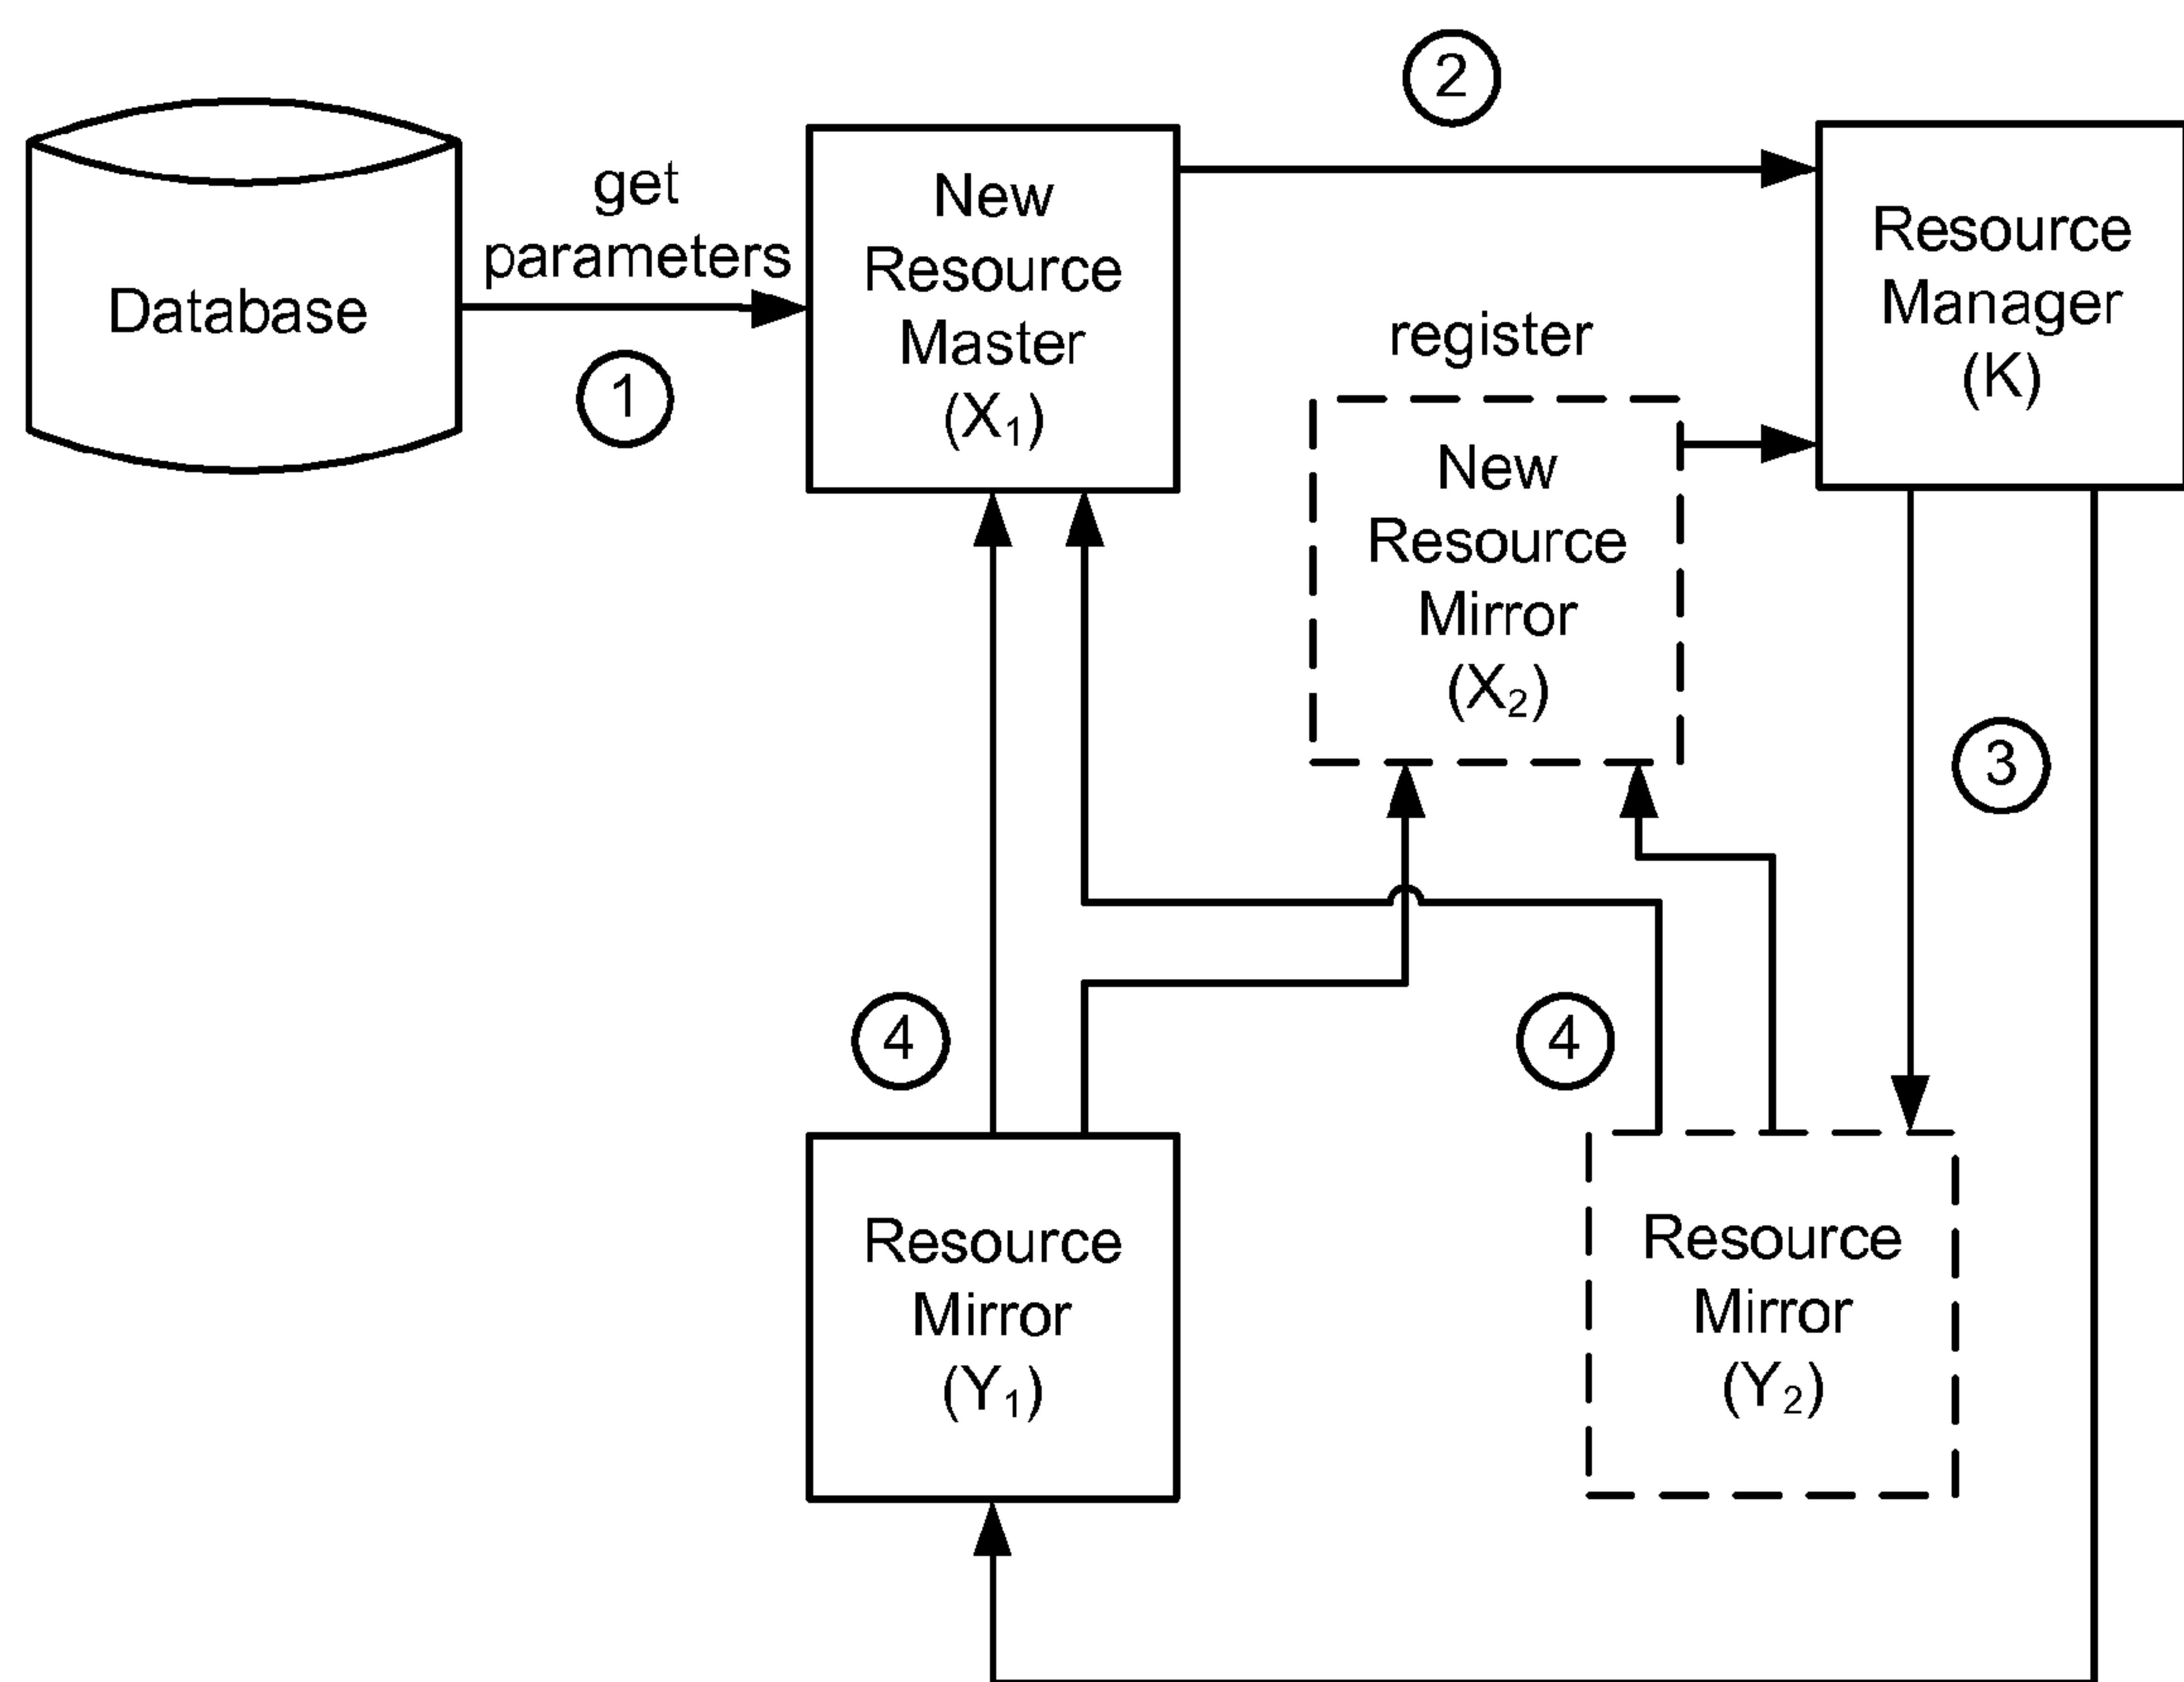 2
get
parameters
Database
1
New
Resource
Master
(X₁)
Resource
Manager
(K)
register
New
Resource
Mirror
(X₂)
3
4
4
Resource
Mirror
(Y₁)
Resource
Mirror
(Y₂)